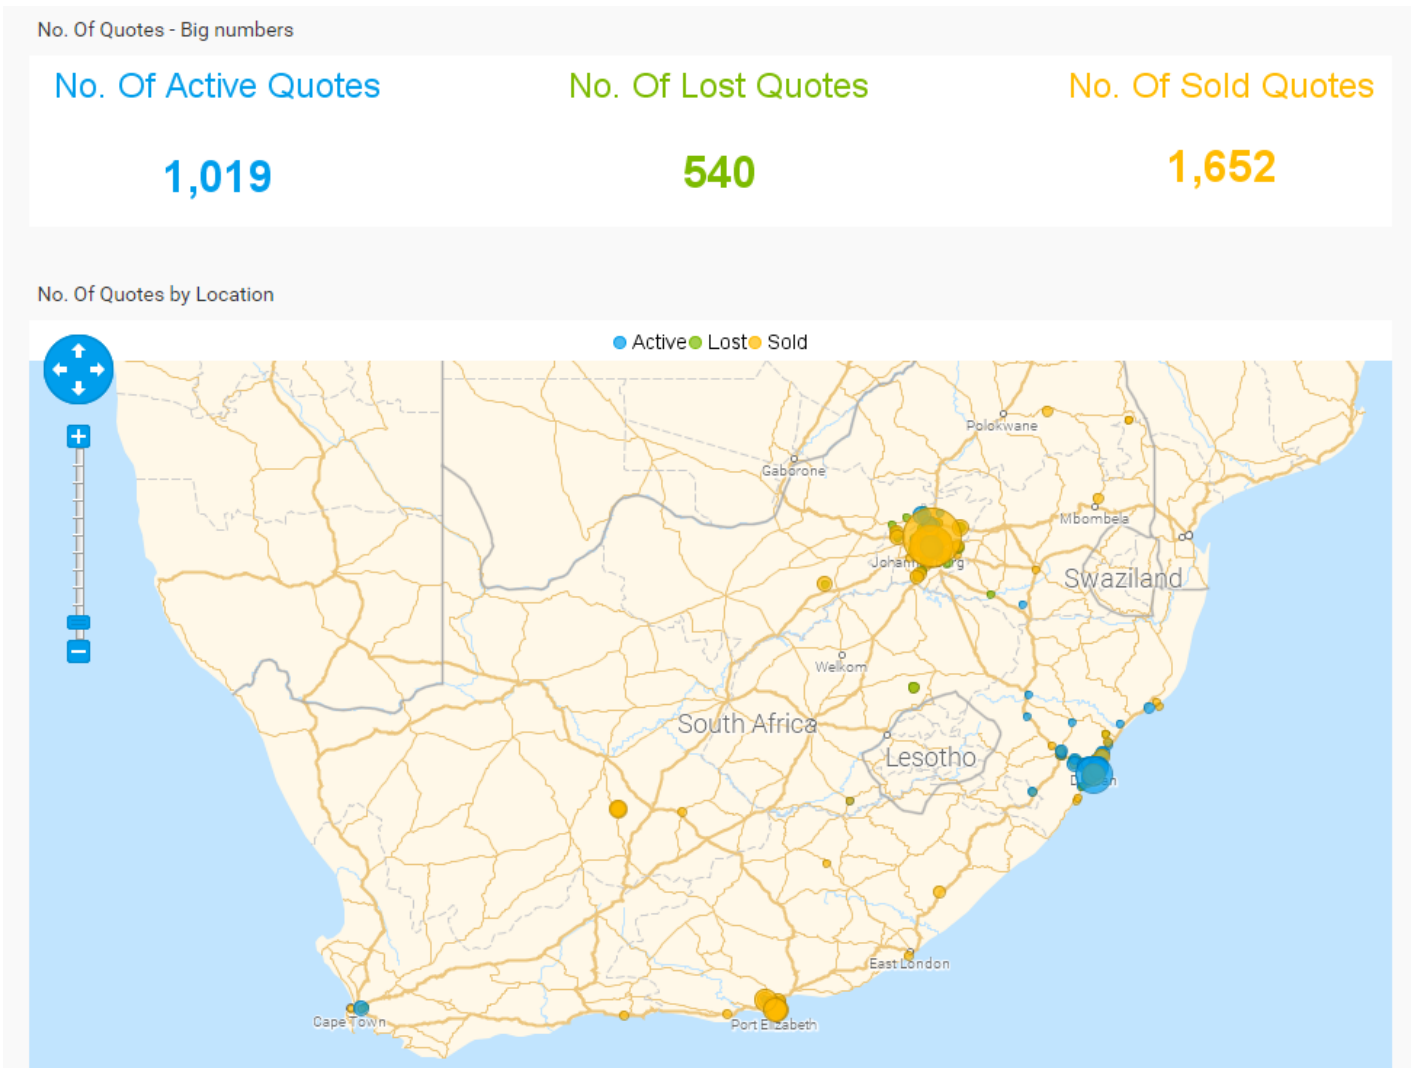 No. Of Quotes - Big numbers
No. Of Active Quotes
No. Of Lost Quotes
No. Of Sold Quotes
1,019
540
1,652
No. Of Quotes by Location
Active Lost Sold
Polokwane
Gaborone
Mbombela
Swaziland
Welkom
South Africa
Lesotho
East London
Cape Town
Port Elizabeth